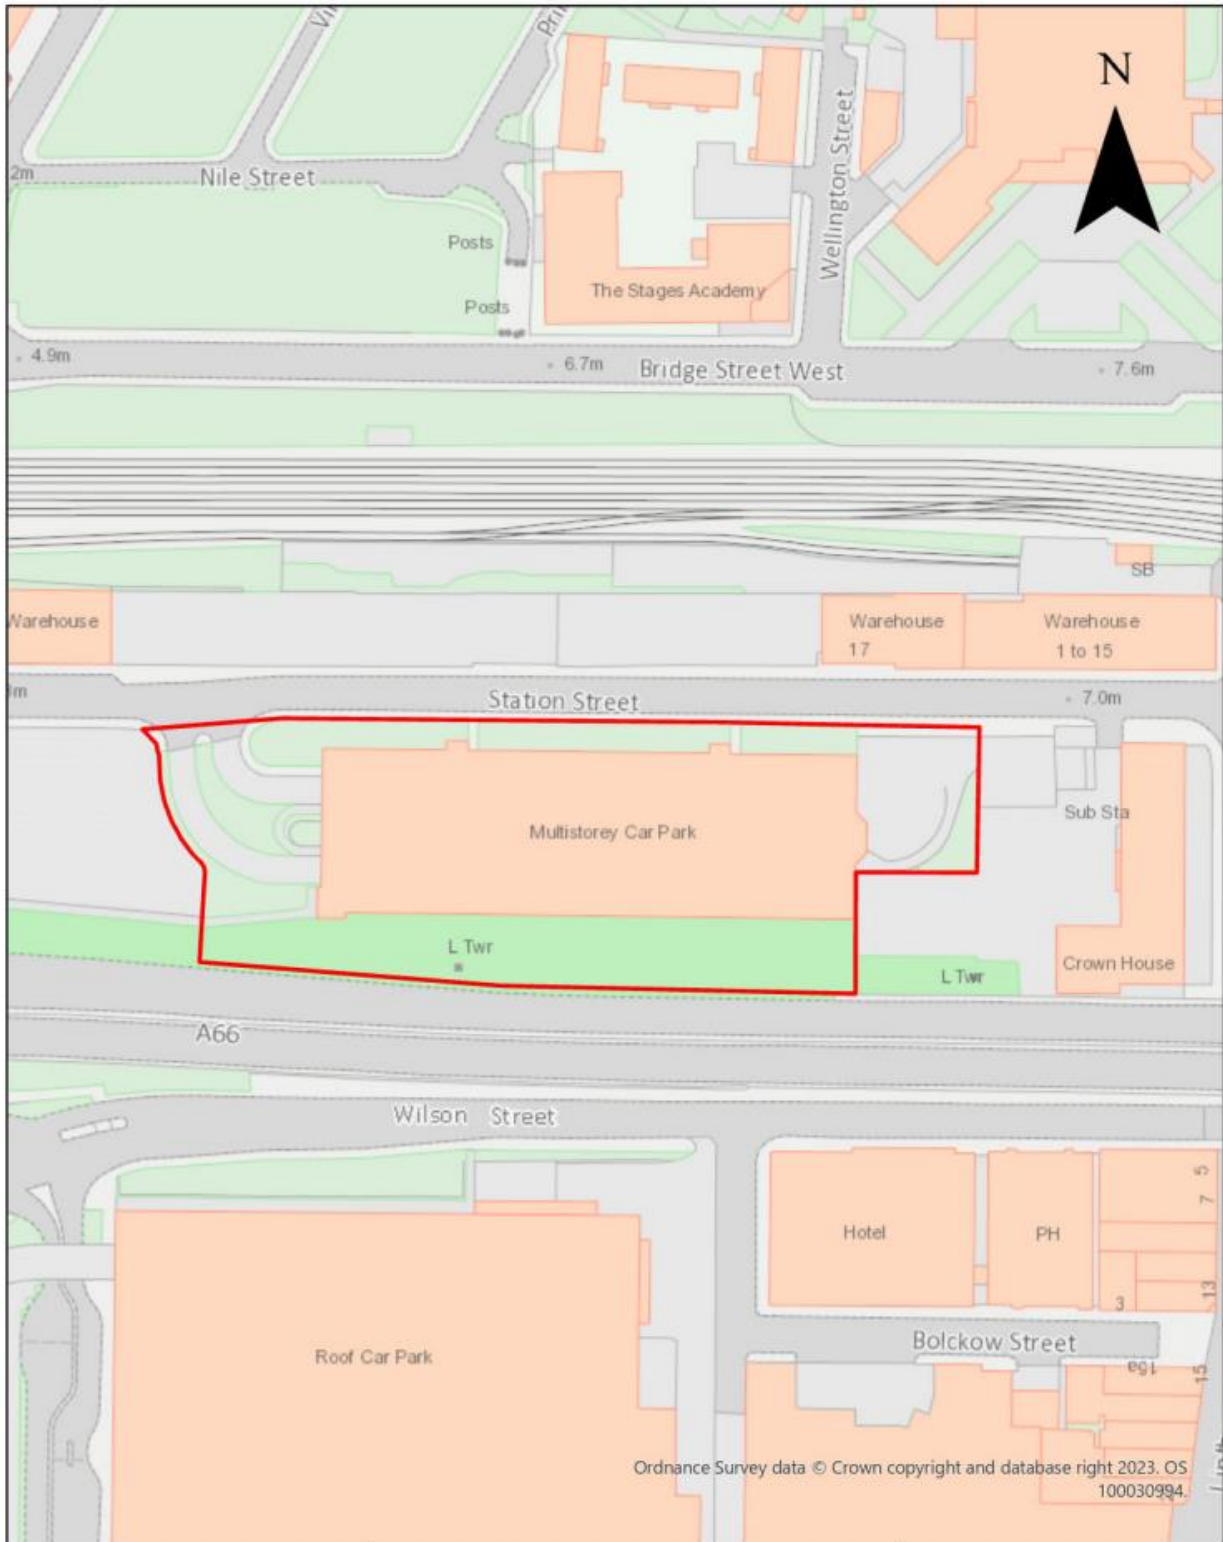 N
Nile Street
Wellington Street
2m
Posts
The Stages Academy
Posts
4.9m
6.7m
Bridge Street West
7.6m
SB
Warehouse
Warehouse
17
Warehouse
1 to 15
Station Street
7.0m
Multistorey Car Park
Sub Sta
L Twr
L Twr
Crown House
A66
Wilson Street
5
7
Hotel
PH
3
13
Bolckow Street
15a
15
Roof Car Park
Ordnance Survey data © Crown copyright and database right 2023. OS
100030994.